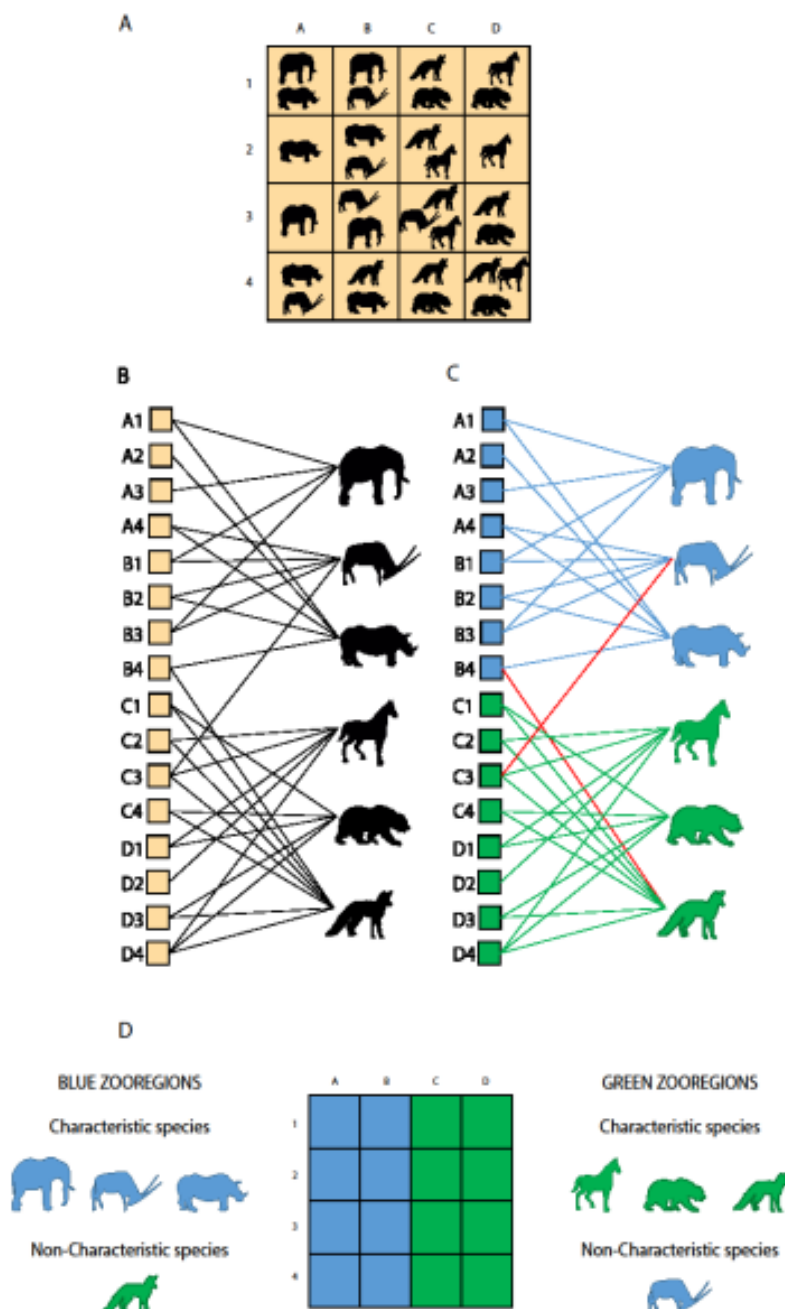 A
A B C D
1
2
3
4
B C
A1 A1
A2 A2
A3 A3
A4 A4
B1 B1
B2 B2
B3 B3
B4 B4
C1 C1
C2 C2
C3 C3
C4 C4
D1 D1
D2 D2
D3 D3
D4 D4
D
BLUE ZOOREGIONS A B C D GREEN ZOOREGIONS
1
Characteristic species Characteristic species
2
3
Non-Characteristic species Non-Characteristic species
4